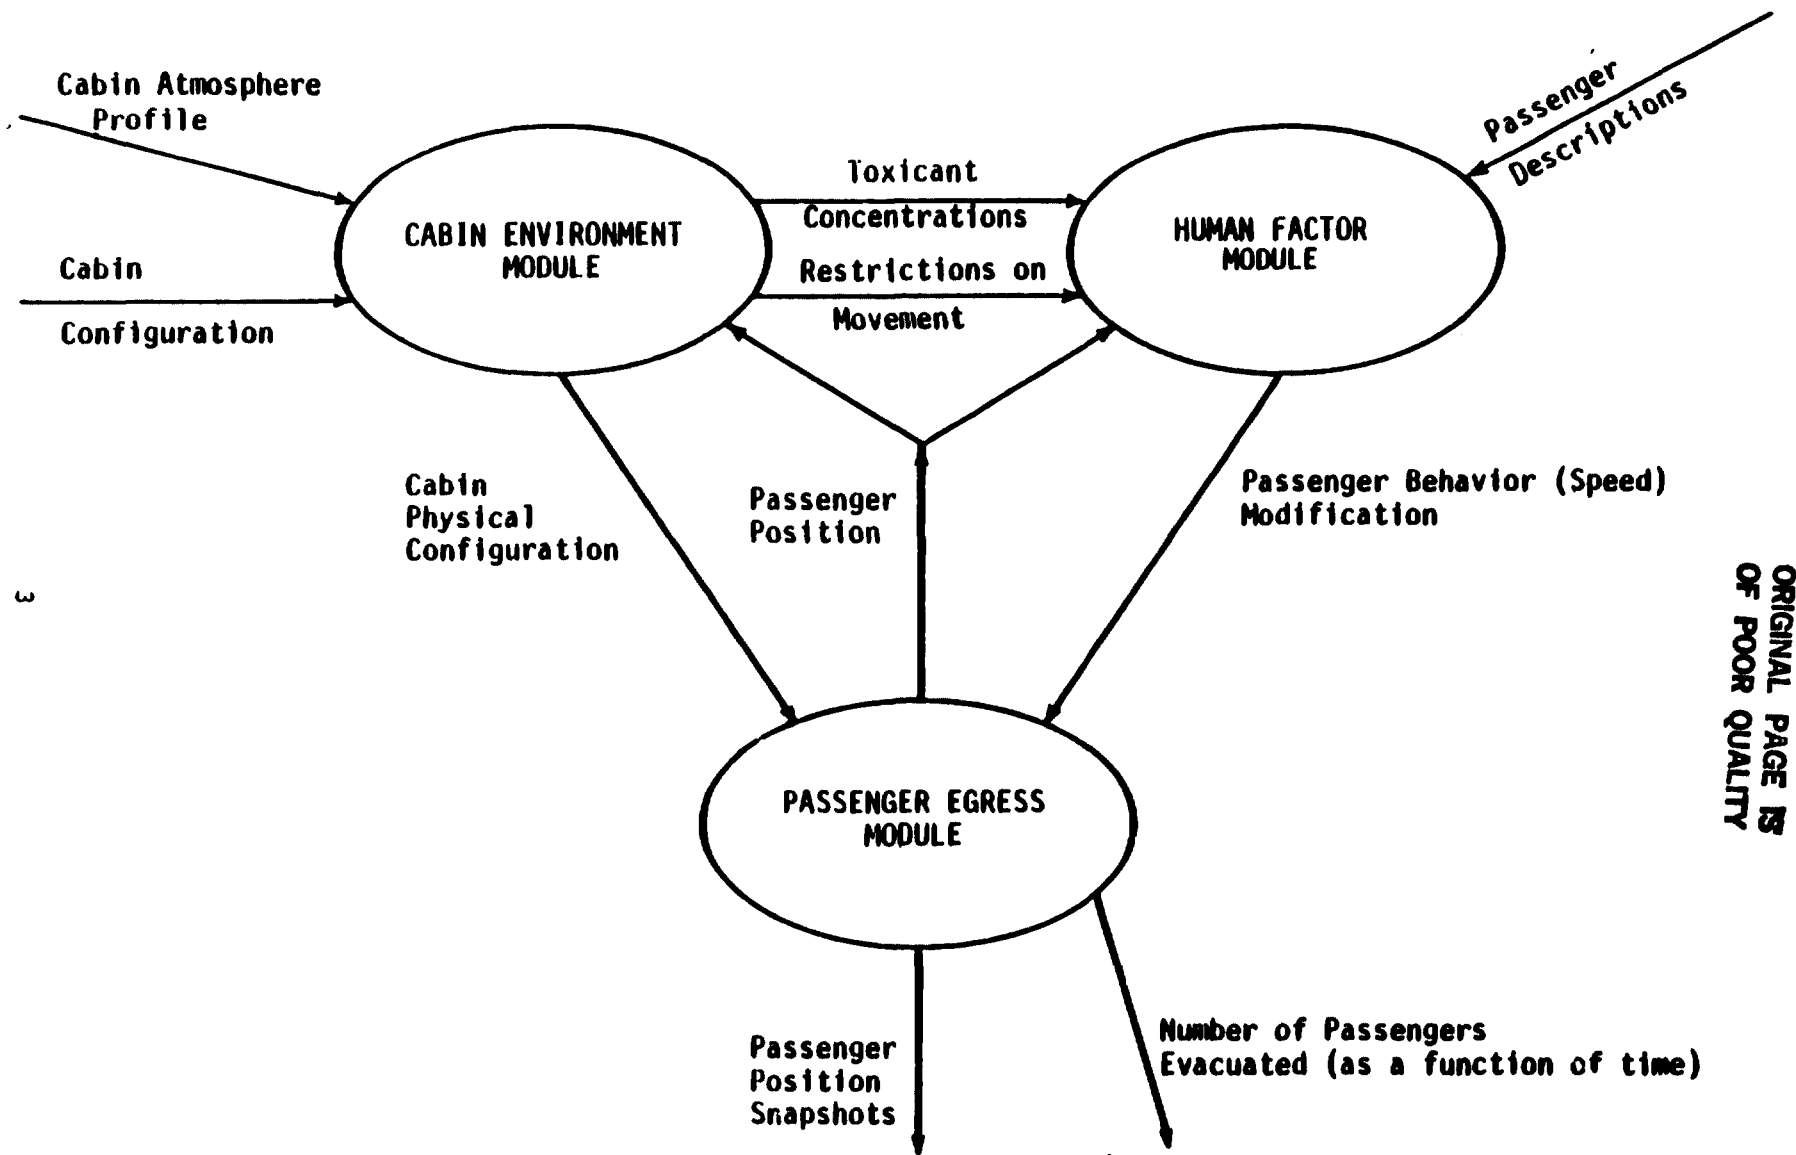 Cabin Atmosphere
Profile
Passenger
Descriptions
Toxicant
Concentrations
CABIN ENVIRONMENT
MODULE
HUMAN FACTOR
MODULE
Cabin
Configuration
Restrictions on
Movement
Cabin
Physical
Configuration
Passenger
Position
Passenger Behavior (Speed)
Modification
3
ORIGINAL PAGE IS
OF POOR QUALITY
PASSENGER EGRESS
MODULE
Passenger
Position
Snapshots
Number of Passengers
Evacuated (as a function of time)